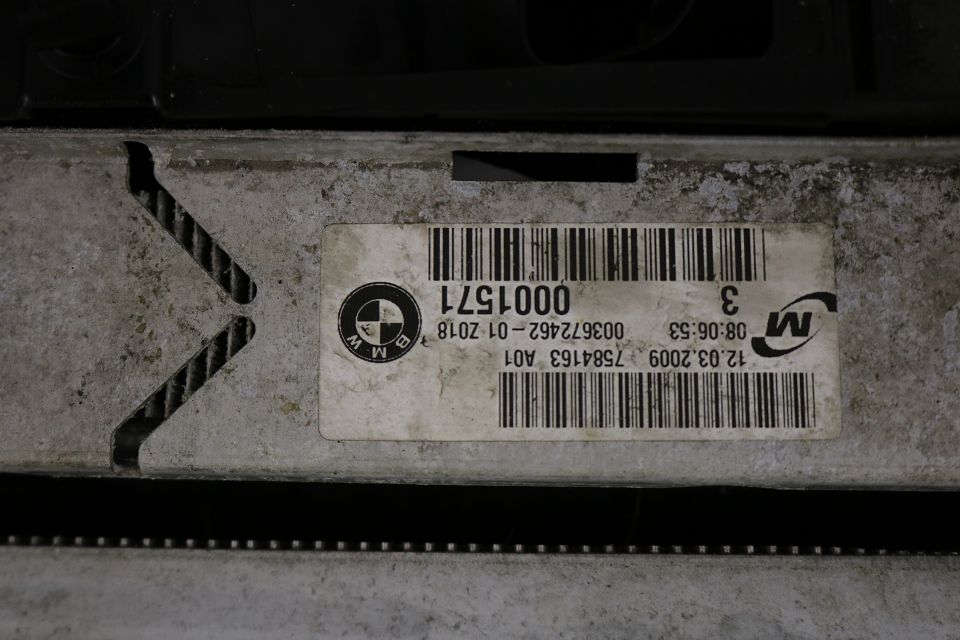 12.03.2009 7584163 A01
08:06:53 003672462-01 Z018
3 0001571
M
BMW